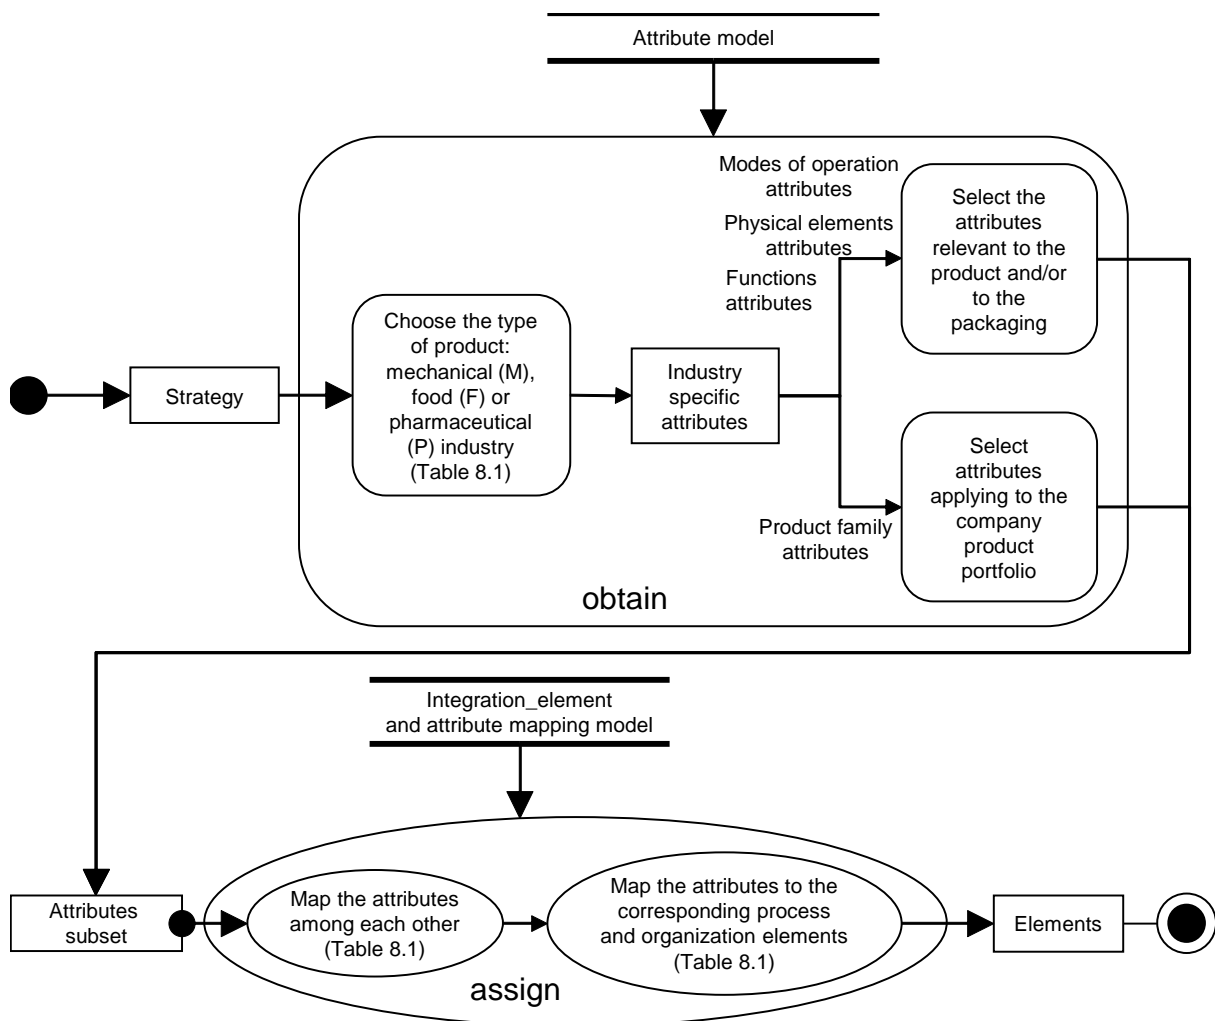 Attribute model
Modes of operation
attributes
Physical elements
attributes
Functions
attributes
Select the
attributes
relevant to the
product and/or
to the
packaging
Choose the type
of product:
mechanical (M),
food (F) or
pharmaceutical
(P) industry
(Table 8.1)
Strategy
Industry
specific
attributes
Select
attributes
applying to the
company
product
portfolio
Product family
attributes
obtain
Integration_element
and attribute mapping model
Attributes
subset
Map the attributes
among each other
(Table 8.1)
Map the attributes to the
corresponding process
and organization elements
(Table 8.1)
Elements
assign